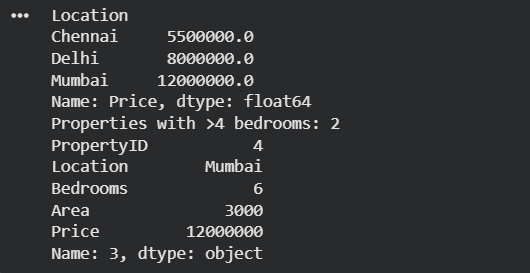 Location
Chennai 5500000.0
Delhi 8000000.0
Mumbai 12000000.0
Name: Price, dtype: float64
Properties with >4 bedrooms: 2
PropertyID 4
Location Mumbai
Bedrooms 6
Area 3000
Price 12000000
Name: 3, dtype: object